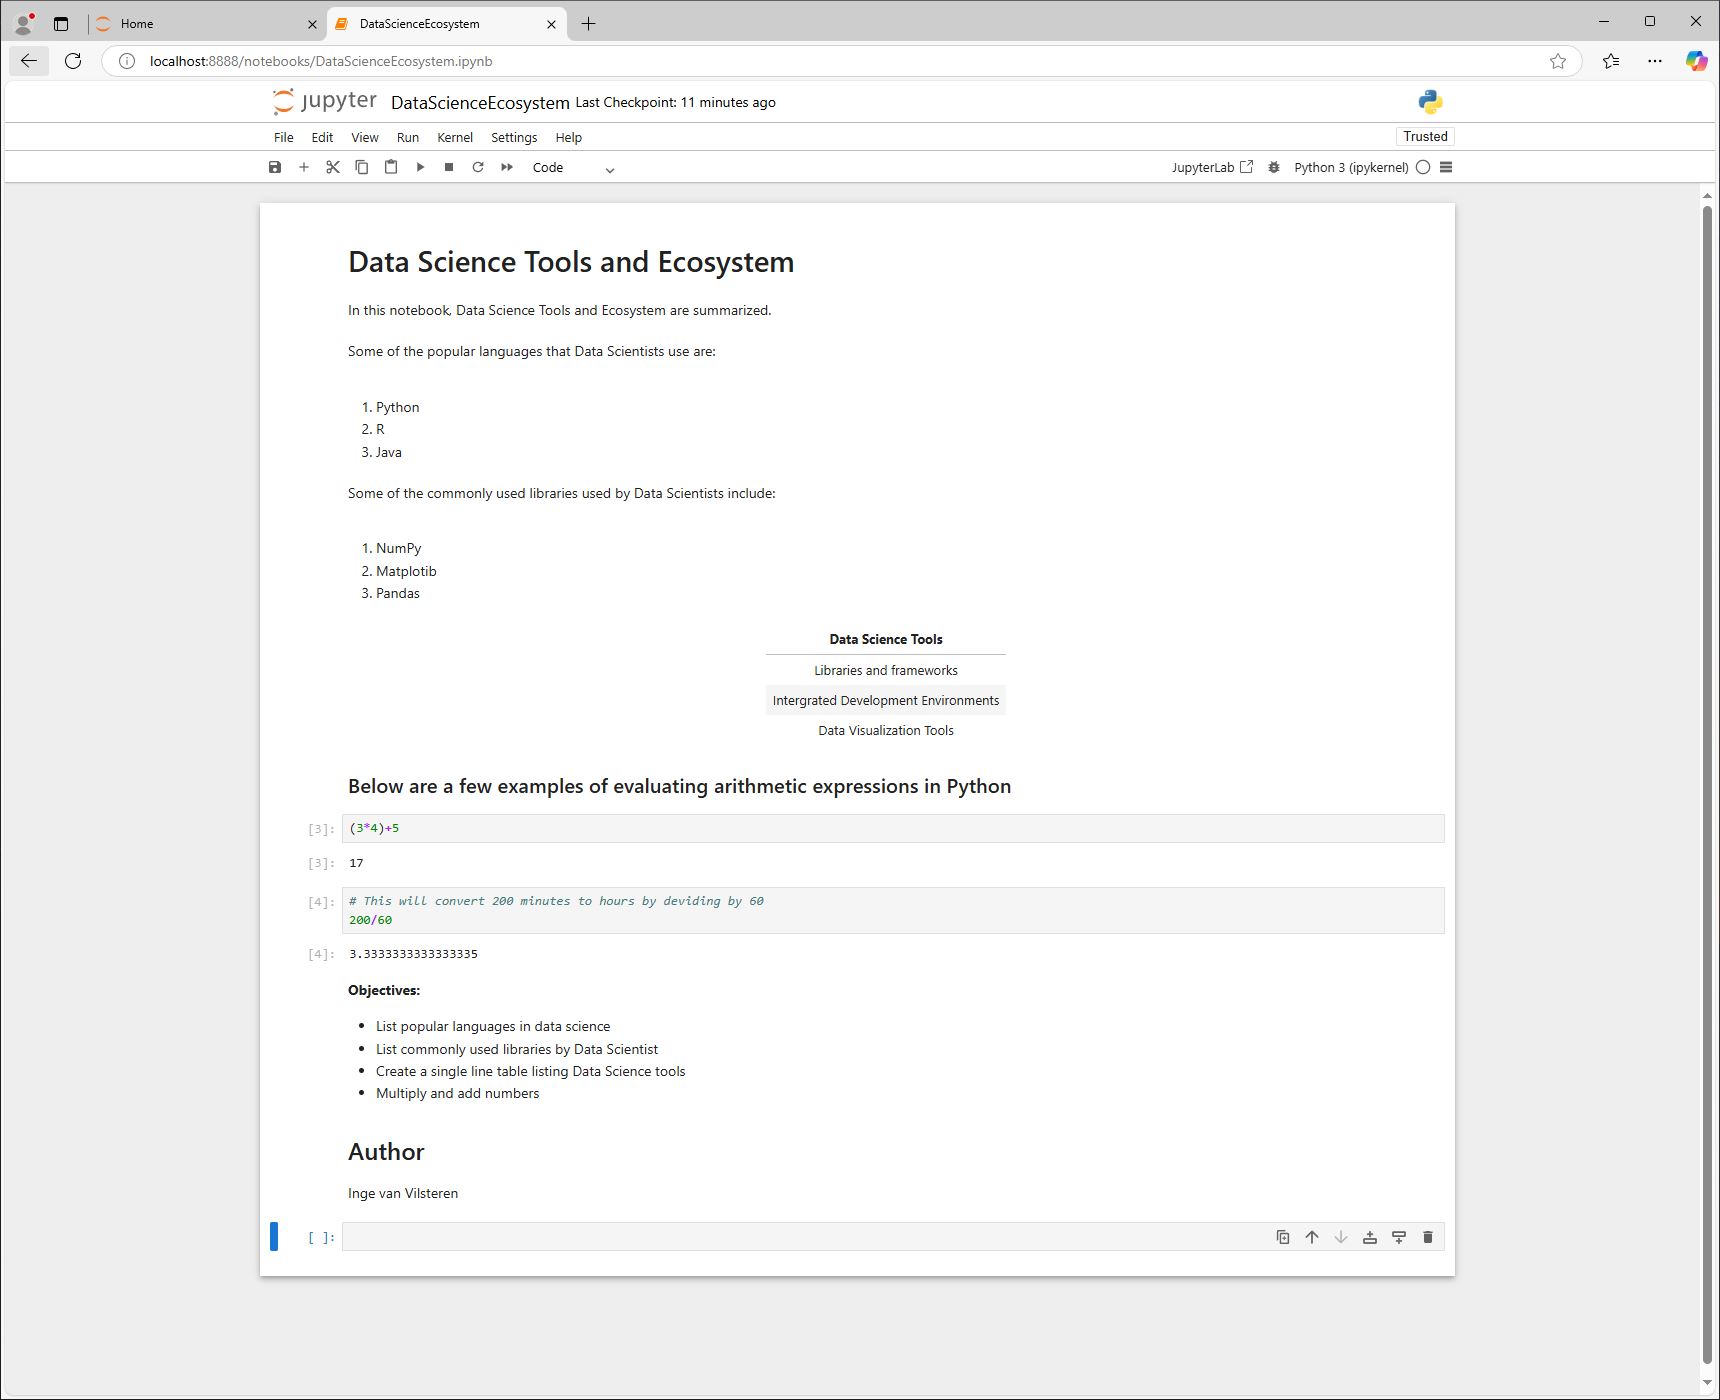 Home
DataScienceEcosystem
localhost:8888/notebooks/DataScienceEcosystem.ipynb
jupyter DataScienceEcosystem Last Checkpoint: 11 minutes ago
File Edit View Run Kernel Settings Help
Trusted
Code
JupyterLab
Python 3 (ipykernel)
Data Science Tools and Ecosystem
In this notebook, Data Science Tools and Ecosystem are summarized.
Some of the popular languages that Data Scientists use are:
1. Python
2. R
3. Java
Some of the commonly used libraries used by Data Scientists include:
1. NumPy
2. Matplotib
3. Pandas
Data Science Tools
Libraries and frameworks
Intergrated Development Environments
Data Visualization Tools
Below are a few examples of evaluating arithmetic expressions in Python
[3]: (3*4)+5
[3]: 17
[4]: # This will convert 200 minutes to hours by deviding by 60
200/60
[4]: 3.3333333333333335
Objectives:
• List popular languages in data science
• List commonly used libraries by Data Scientist
• Create a single line table listing Data Science tools
• Multiply and add numbers
Author
Inge van Vilsteren
[ ]: